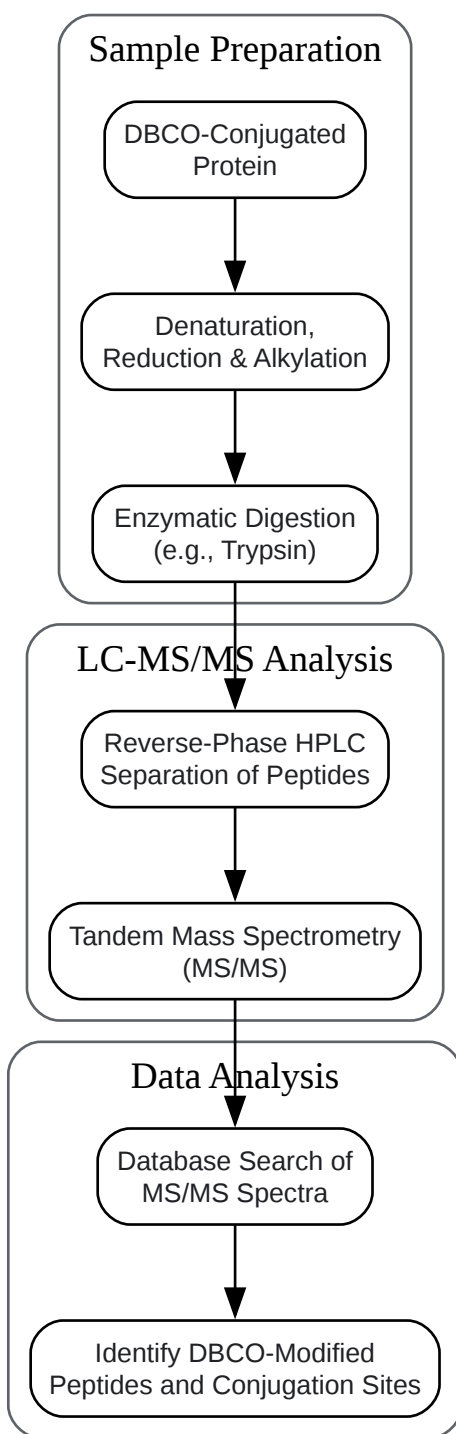 Sample Preparation
DBCO-Conjugated
Protein
Denaturation,
Reduction & Alkylation
Enzymatic Digestion
(e.g., Trypsin)
LC-MS/MS Analysis
Reverse-Phase HPLC
Separation of Peptides
Tandem Mass Spectrometry
(MS/MS)
Data Analysis
Database Search of
MS/MS Spectra
Identify DBCO-Modified
Peptides and Conjugation Sites